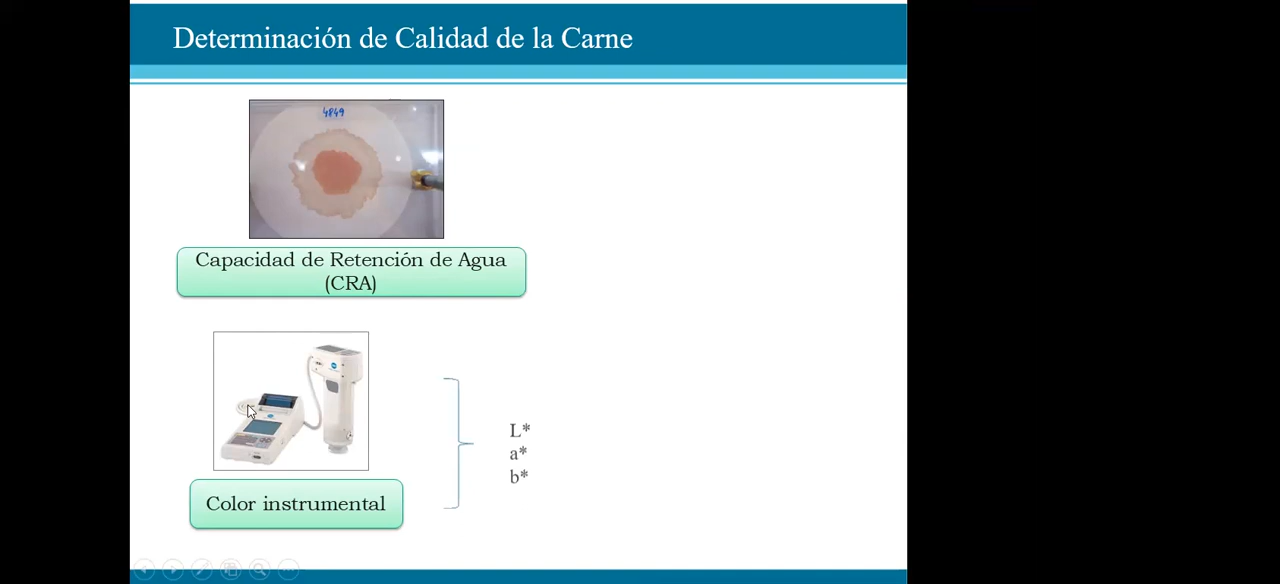 Determinación de Calidad de la Carne
4849
Capacidad de Retención de Agua
(CRA)
L*
a*
b*
Color instrumental